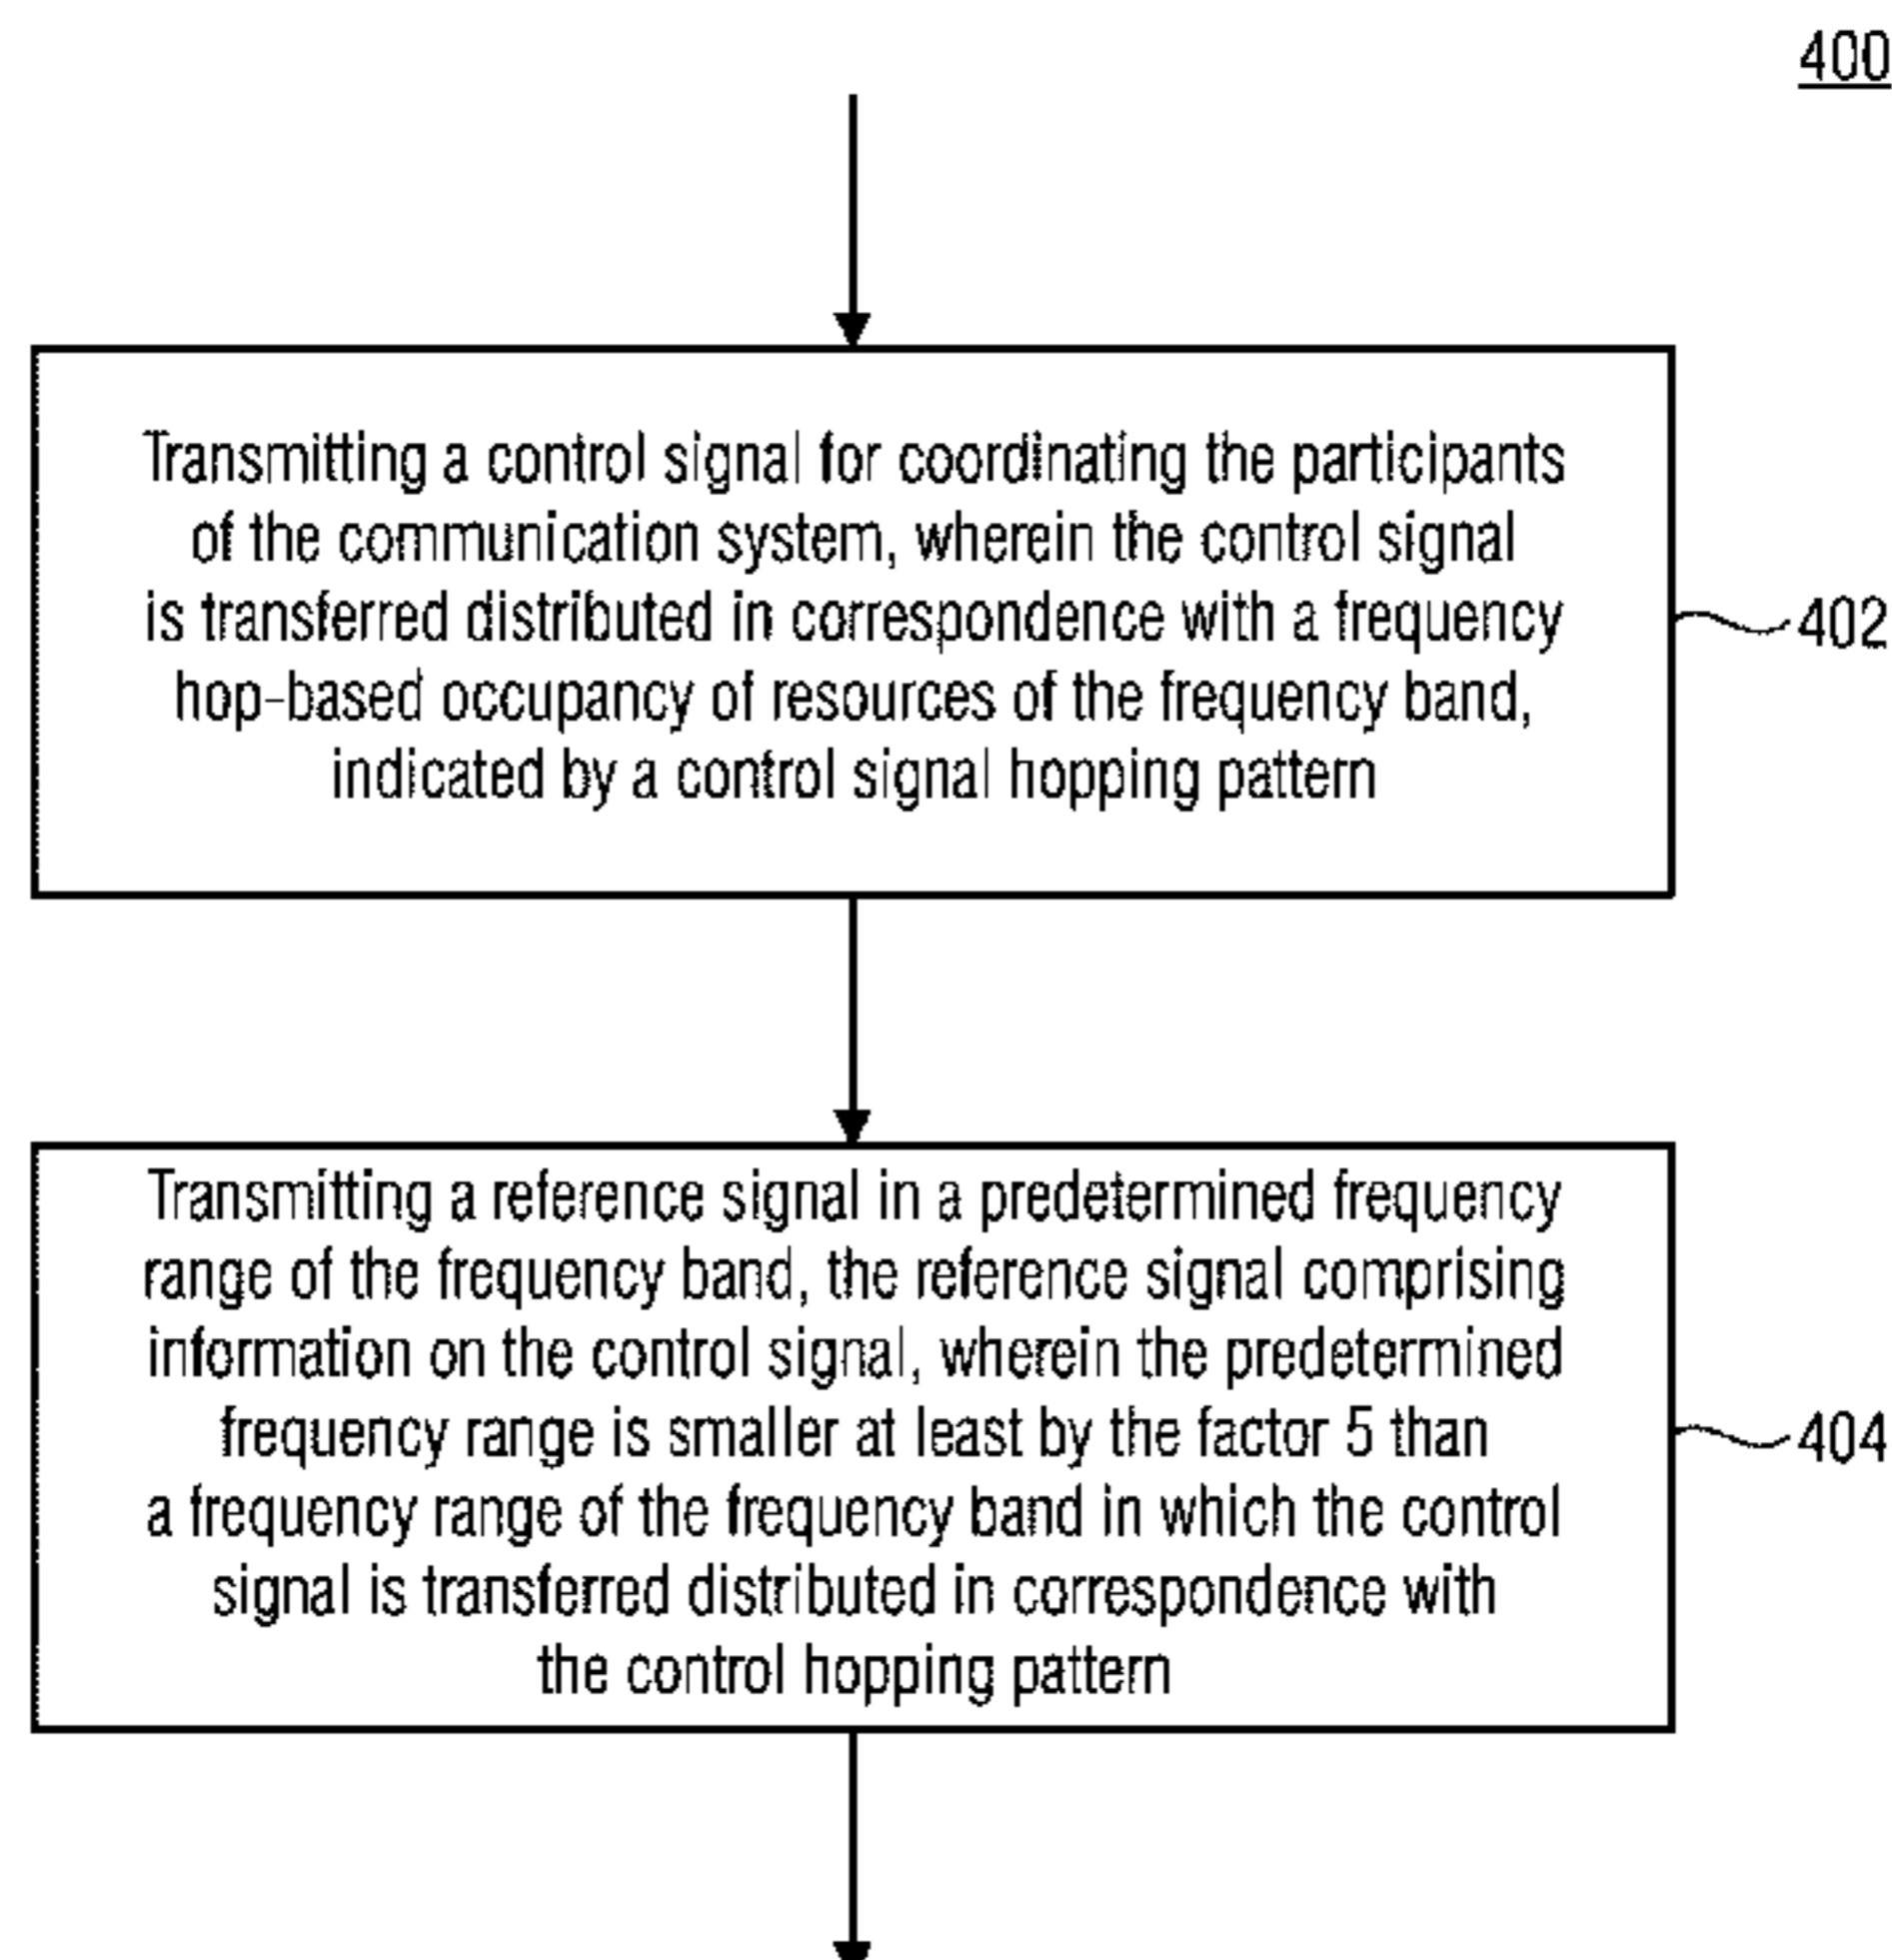 400
Transmitting a control signal for coordinating the participants
of the communication system, wherein the control signal
is transferred distributed in correspondence with a frequency
hop-based occupancy of resources of the frequency band,
indicated by a control signal hopping pattern
402
Transmitting a reference signal in a predetermined frequency
range of the frequency band, the reference signal comprising
information on the control signal, wherein the predetermined
frequency range is smaller at least by the factor 5 than
a frequency range of the frequency band in which the control
signal is transferred distributed in correspondence with
the control hopping pattern
404